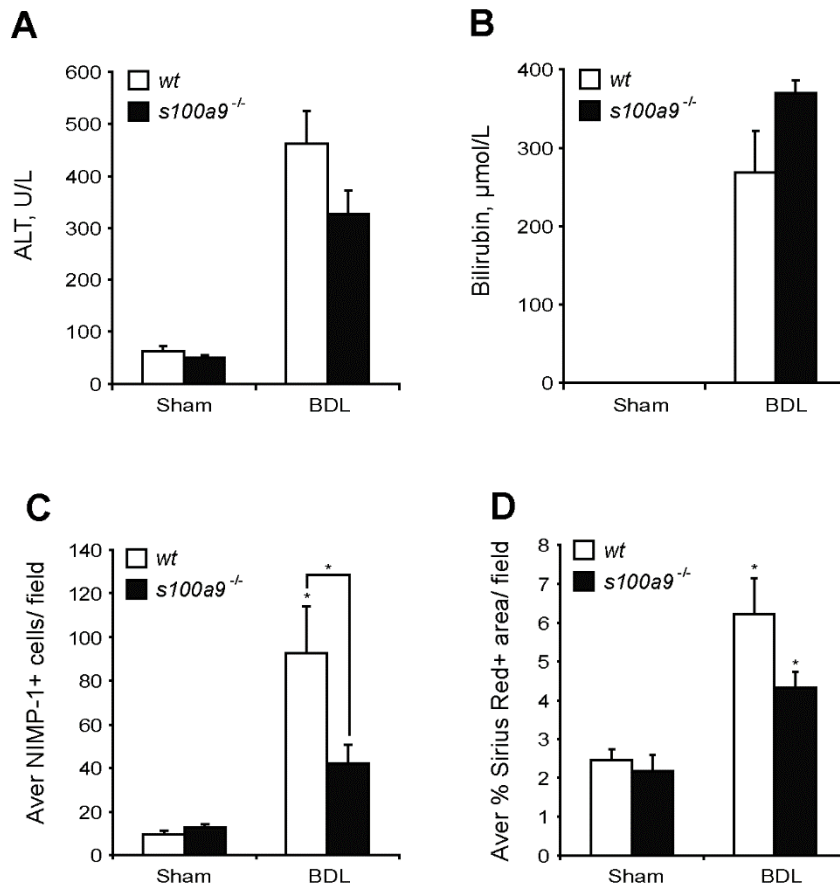 A
wt
s100a9-/-
ALT, U/L
600
500
400
300
200
100
0
Sham BDL
B
wt
s100a9-/-
Bilirubin, μmol/L
400
300
200
100
0
Sham BDL
C
wt
s100a9-/-
Aver NIMP-1+ cells/ field
140
120
100
80
60
40
20
0
*
*
Sham BDL
D
wt
s100a9-/-
Aver % Sirius Red+ area/ field
8
7
6
5
4
3
2
1
0
*
*
Sham BDL